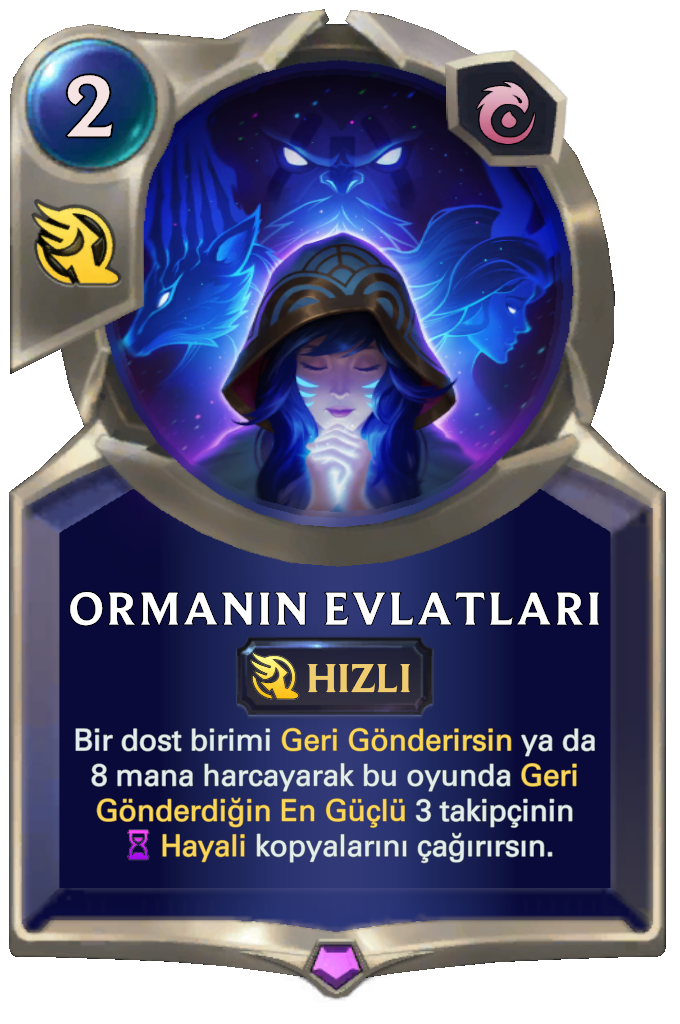 2
ORMANIN EVLATLARI
HIZLI
Bir dost birimi Geri Gönderirsin ya da
8 mana harcayarak bu oyunda Geri
Gönderdiğin En Güçlü 3 takipçinin
Hayali kopyalarını çağırırsın.